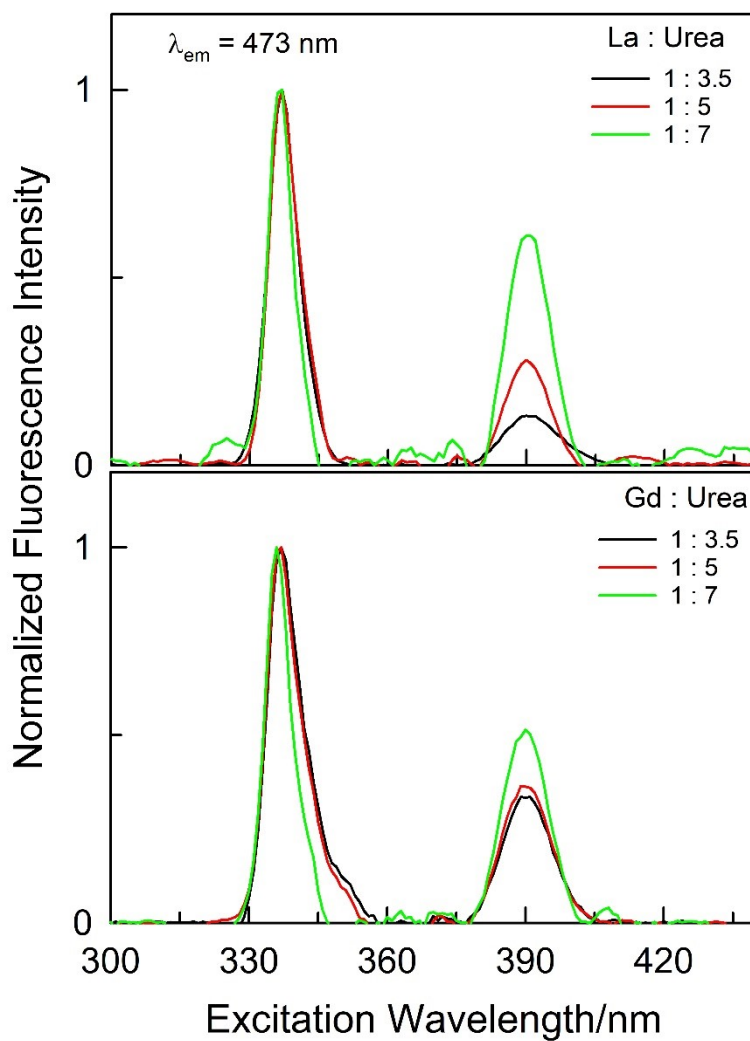 λem = 473 nm
La : Urea
1 : 3.5
1 : 5
1 : 7
1
0
Normalized Fluorescence Intensity
Gd : Urea
1 : 3.5
1 : 5
1 : 7
1
0
300 330 360 390 420
Excitation Wavelength/nm